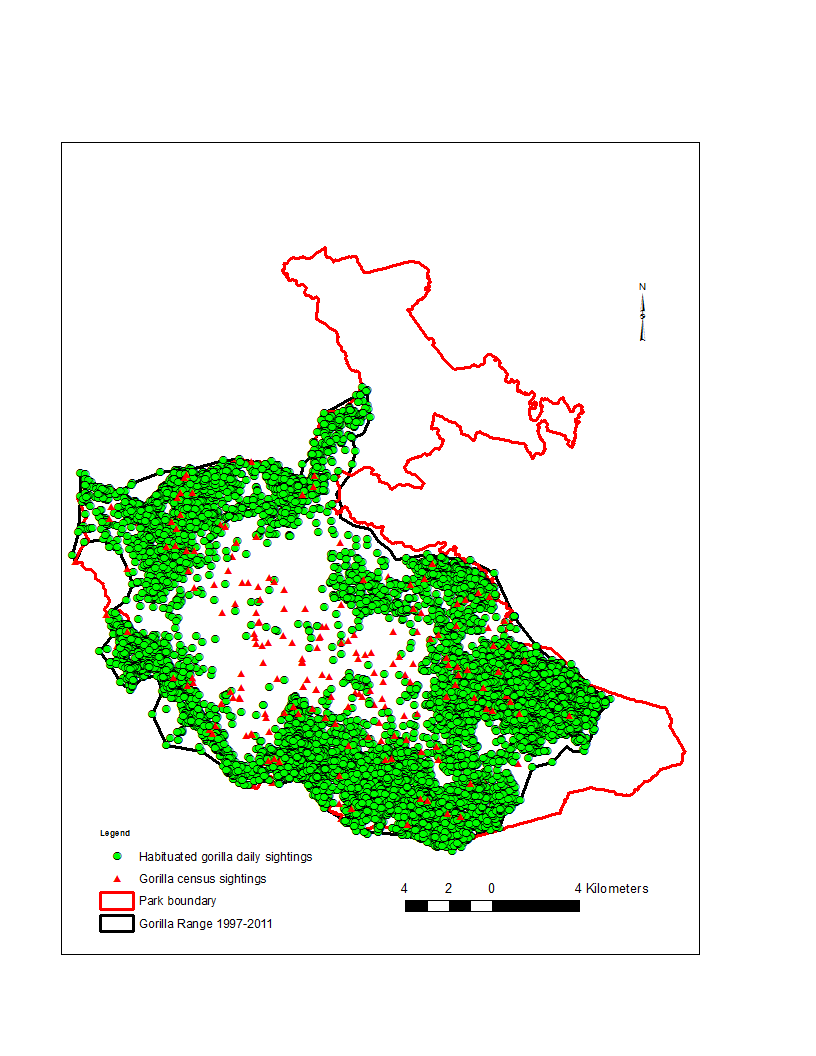 N
S
Legend
Habituated gorilla daily sightings
Gorilla census sightings
Park boundary
Gorilla Range 1997-2011
4 2 0 4 Kilometers